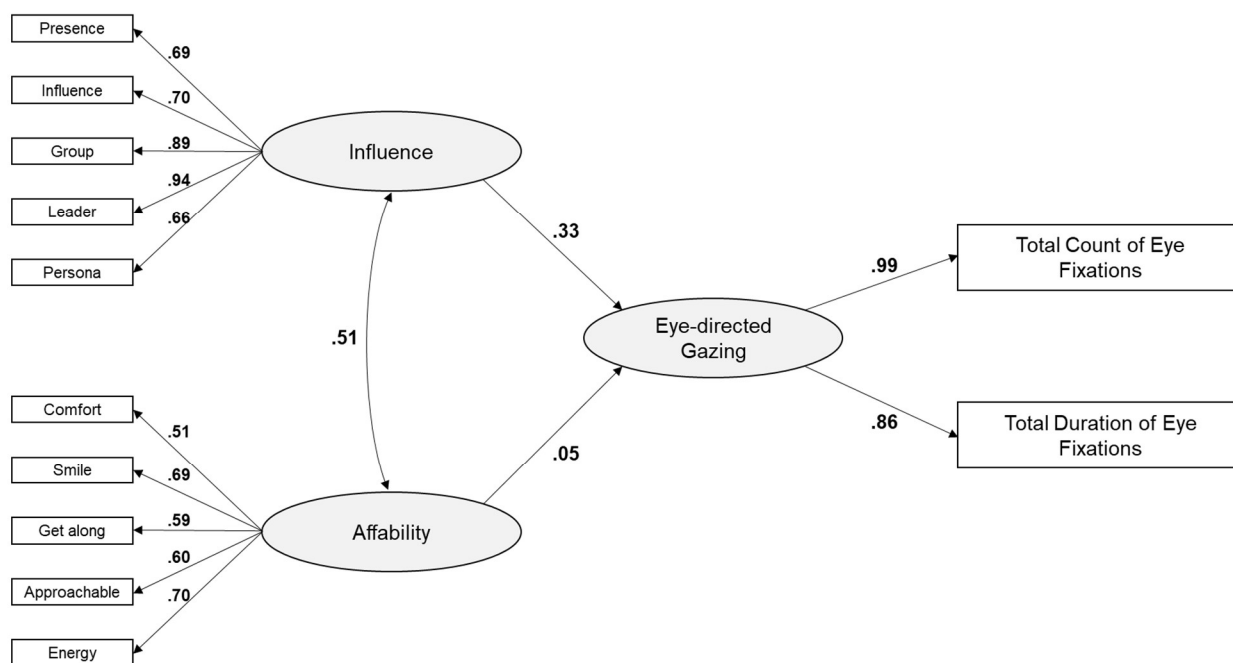 Presence
.69
Influence
.70
Group
.89
Leader
.94
Persona
.66
Influence
.33
.51
Comfort
.51
Smile
.69
Get along
.59
Approachable
.60
Energy
.70
Affability
.05
Eye-directed
Gazing
.99
Total Count of Eye
Fixations
.86
Total Duration of Eye
Fixations